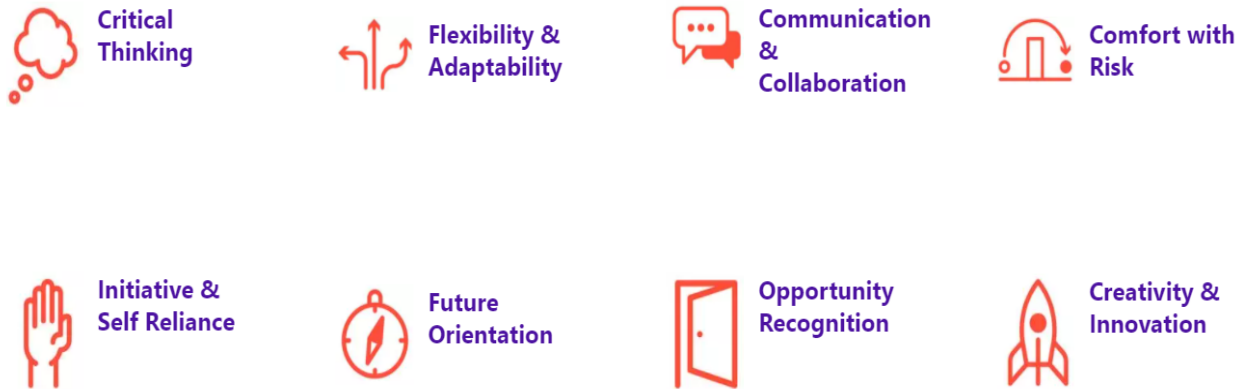 Critical
Thinking
Flexibility &
Adaptability
Communication
&
Collaboration
Comfort with
Risk
Initiative &
Self Reliance
Future
Orientation
Opportunity
Recognition
Creativity &
Innovation